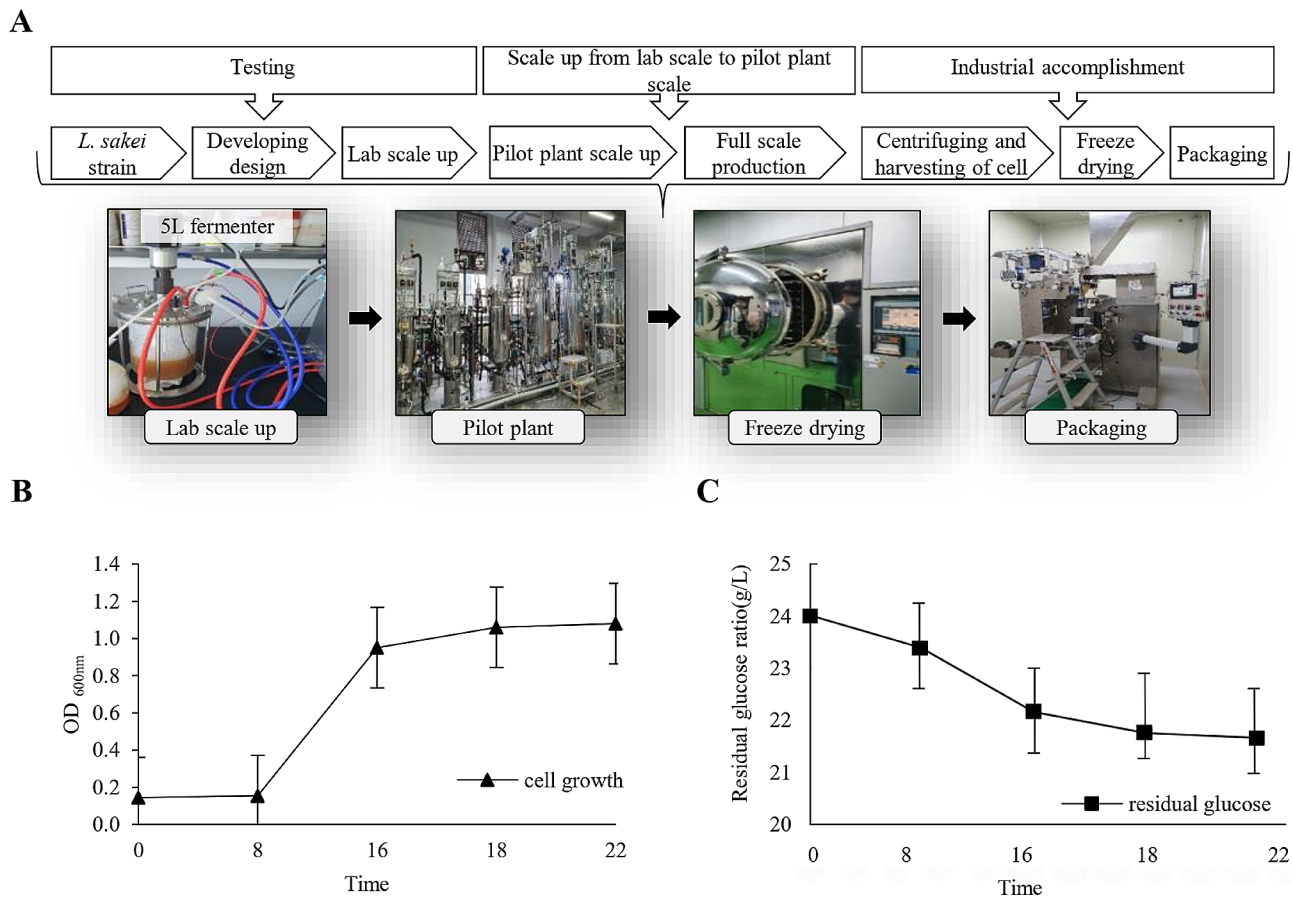 A
Testing
Scale up from lab scale to pilot plant
scale
Industrial accomplishment
L. sakei
strain
Developing
design
Lab scale up
Pilot plant scale up
Full scale
production
Centrifuging and
harvesting of cell
Freeze
drying
Packaging
5L fermenter
Lab scale up
Pilot plant
Freeze drying
Packaging
B
OD 600nm
1.4
1.2
1.0
0.8
0.6
0.4
0.2
0.0
cell growth
0 8 16 18 22
Time
C
Residual glucose ratio(g/L)
25
24
23
22
21
20
residual glucose
0 8 16 18 22
Time